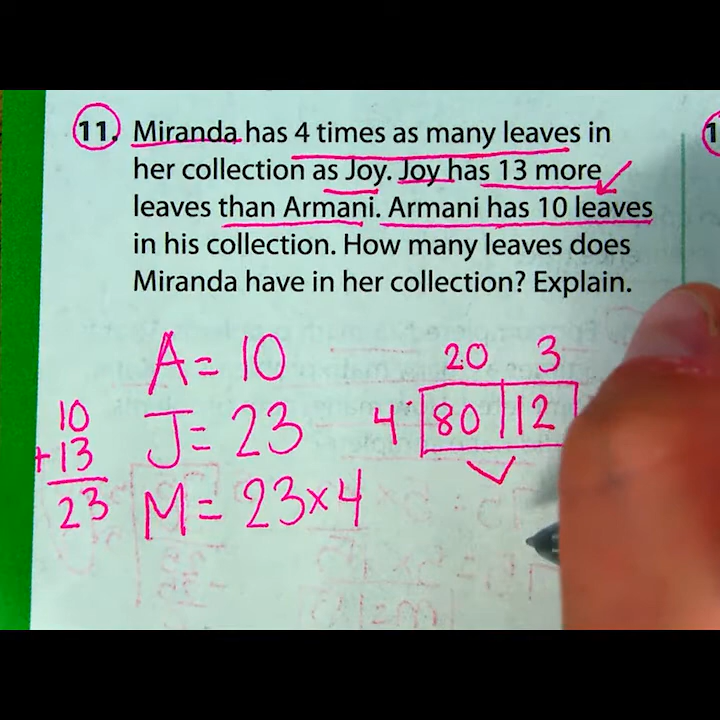 11. Miranda has 4 times as many leaves in
her collection as Joy. Joy has 13 more
leaves than Armani. Armani has 10 leaves
in his collection. How many leaves does
Miranda have in her collection? Explain.
1
A = 10
J = 23
M = 23×4
10
+13
23
20 3
4 80 12